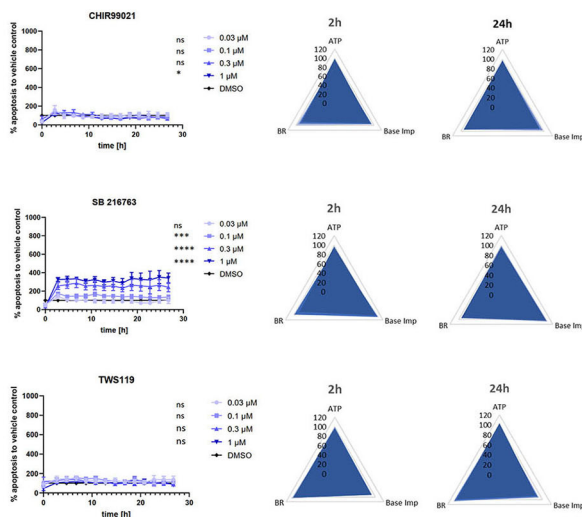 CHIR99021
% apoptosis to vehicle control
1000
800
600
400
200
0
0 10 20 30
time [h]
ns 0.03 µM
ns 0.1 µM
ns 0.3 µM
* 1 µM
DMSO
2h
ATP
120
100
80
60
40
20
0
BR
Base Imp
24h
ATP
120
100
80
60
40
20
0
BR
Base Imp
SB 216763
% apoptosis to vehicle control
1000
800
600
400
200
0
0 10 20 30
time [h]
ns 0.03 µM
*** 0.1 µM
**** 0.3 µM
**** 1 µM
DMSO
2h
ATP
120
100
80
60
40
20
0
BR
Base Imp
24h
ATP
120
100
80
60
40
20
0
BR
Base Imp
TWS119
% apoptosis to vehicle control
1000
800
600
400
200
0
0 10 20 30
time [h]
ns 0.03 µM
ns 0.1 µM
ns 0.3 µM
ns 1 µM
DMSO
2h
ATP
120
100
80
60
40
20
0
BR
Base Imp
24h
ATP
120
100
80
60
40
20
0
BR
Base Imp